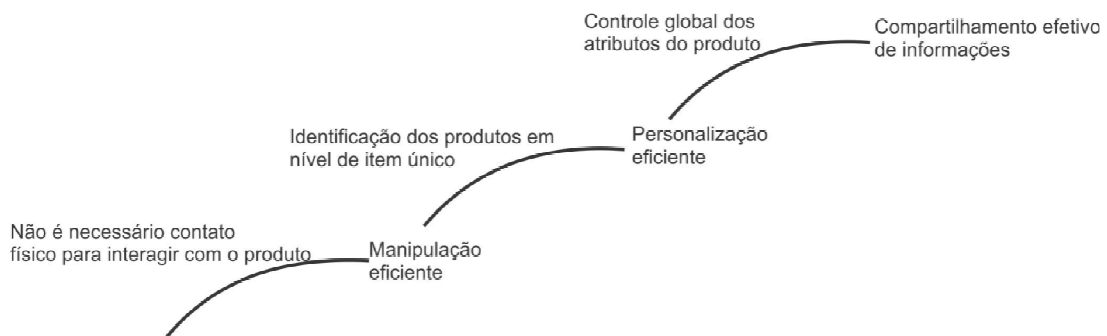 Controle global dos
atributos do produto
Compartilhamento efetivo
de informações
Identificação dos produtos em
nível de item único
Personalização
eficiente
Não é necessário contato
físico para interagir com o produto
Manipulação
eficiente